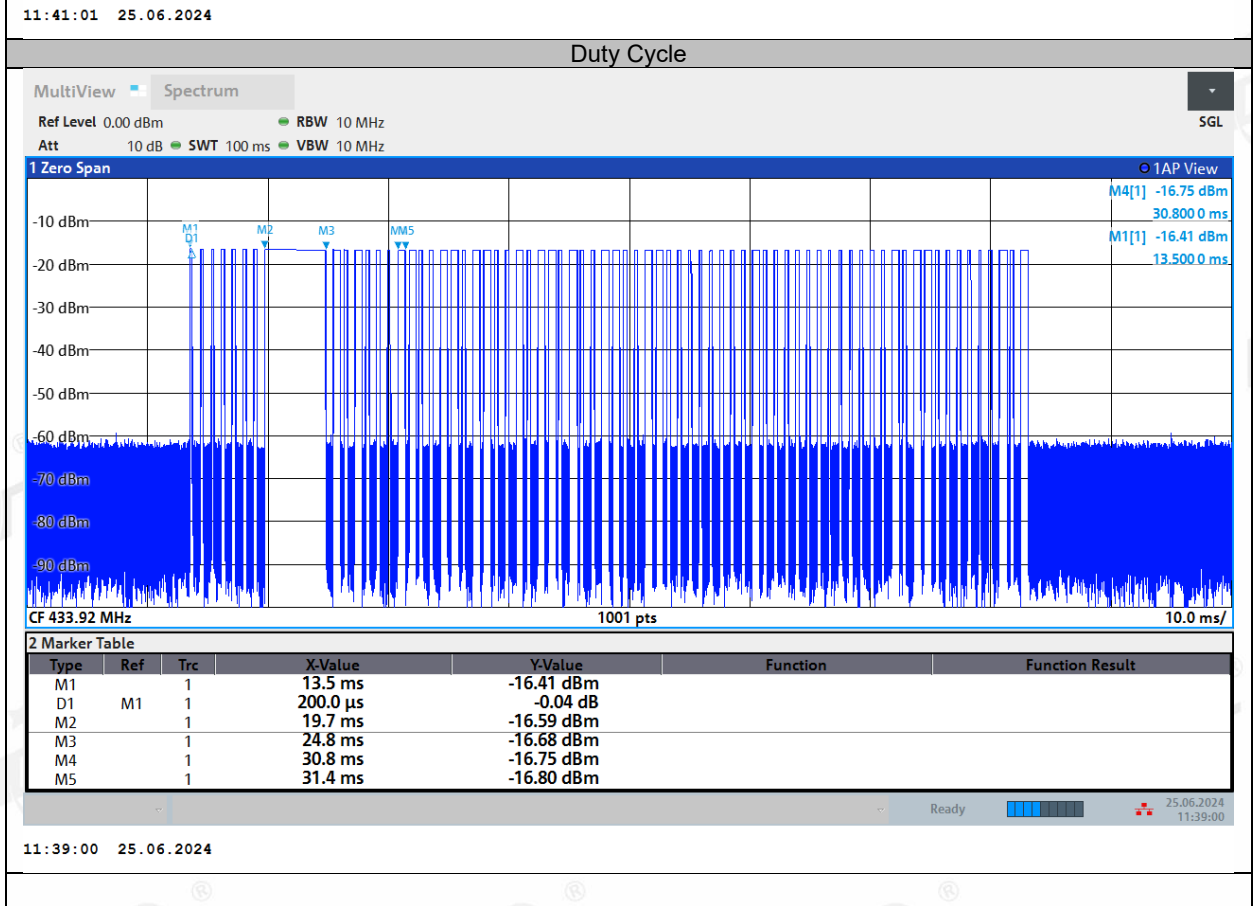 11:41:01 25.06.2024
Duty Cycle
MultiView Spectrum
Ref Level 0.00 dBm RBW 10 MHz SGL
Att 10 dB SWT 100 ms VBW 10 MHz
1 Zero Span 1AP View
M4[1] -16.75 dBm
30.800 0 ms
M1[1] -16.41 dBm
13.500 0 ms
M1 M2 M3 MM5
D1
-10 dBm
-20 dBm
-30 dBm
-40 dBm
-50 dBm
-60 dBm
-70 dBm
-80 dBm
-90 dBm
CF 433.92 MHz 1001 pts 10.0 ms/
2 Marker Table
Type Ref Trc X-Value Y-Value Function Function Result
M1 1 13.5 ms -16.41 dBm
D1 M1 1 200.0 µs -0.04 dB
M2 1 19.7 ms -16.59 dBm
M3 1 24.8 ms -16.68 dBm
M4 1 30.8 ms -16.75 dBm
M5 1 31.4 ms -16.80 dBm
Ready 25.06.2024
11:39:00
11:39:00 25.06.2024
® ® ®